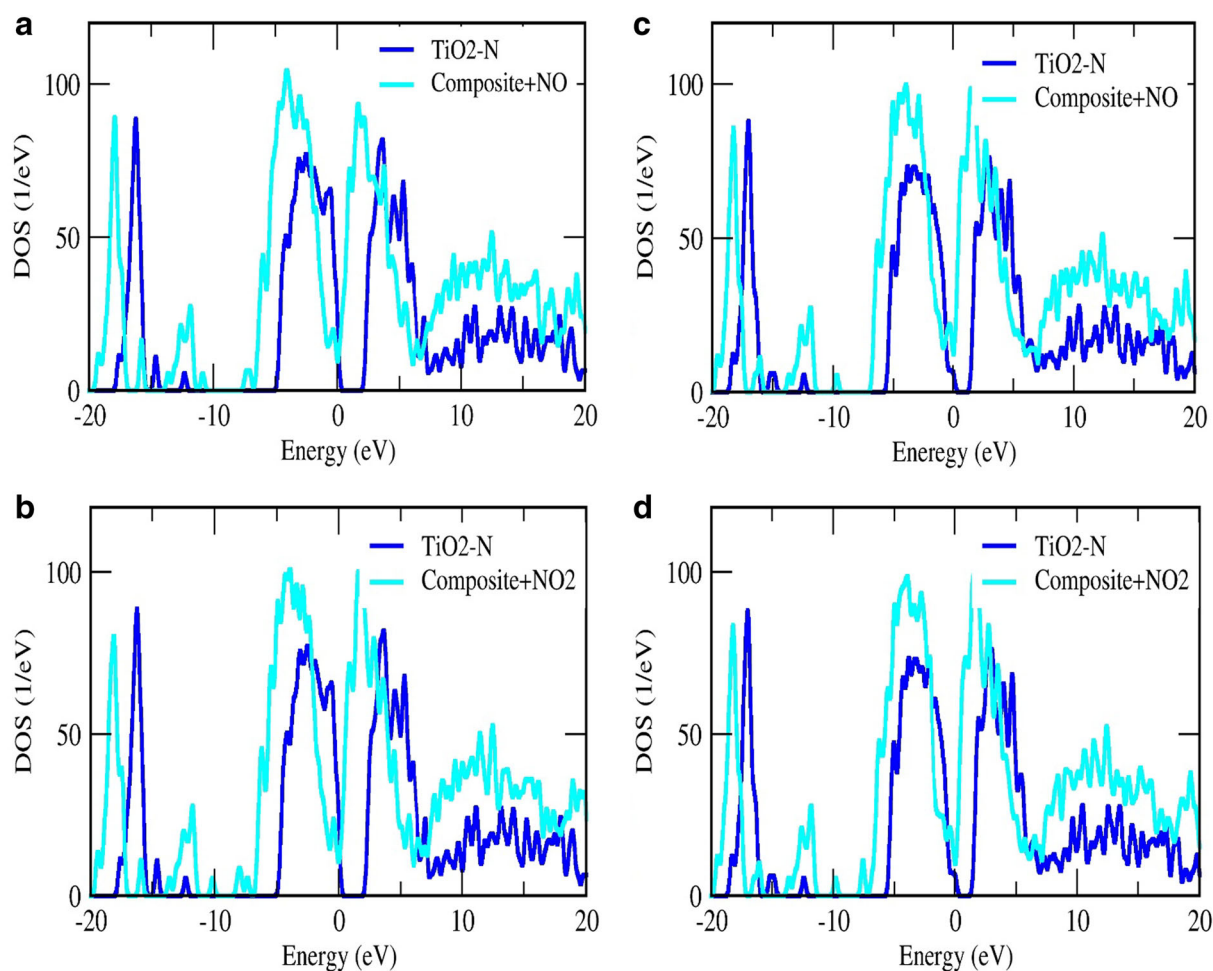 a
TiO2-N
Composite+NO
DOS (1/eV)
100
50
0
-20
-10
0
10
20
Energy (eV)
c
TiO2-N
Composite+NO
DOS (1/eV)
100
50
0
-20
-10
0
10
20
Eneregy (eV)
b
TiO2-N
Composite+NO2
DOS (1/eV)
100
50
0
-20
-10
0
10
20
Energy (eV)
d
TiO2-N
Composite+NO2
DOS (1/eV)
100
50
0
-20
-10
0
10
20
Energy (eV)